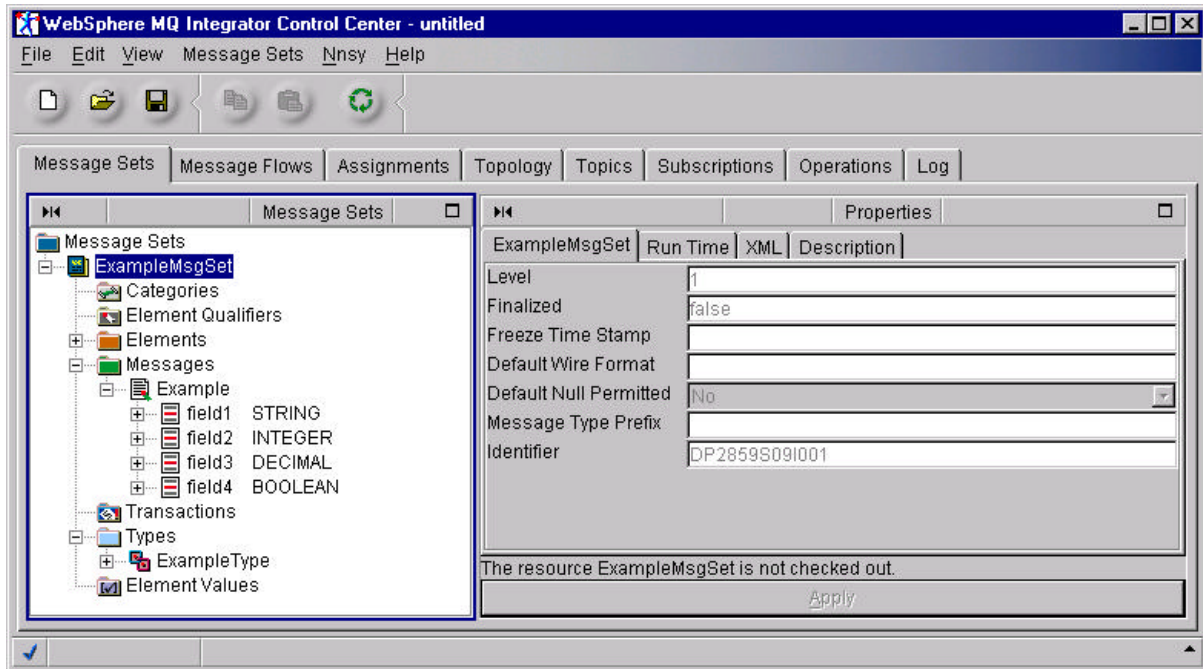 WebSphere MQ Integrator Control Center - untitled
File Edit View Message Sets Nnsy Help
Message Sets Message Flows Assignments Topology Topics Subscriptions Operations Log
Message Sets
Message Sets
ExampleMsgSet
Categories
Element Qualifiers
Elements
Messages
Example
field1 STRING
field2 INTEGER
field3 DECIMAL
field4 BOOLEAN
Transactions
Types
ExampleType
Element Values
Properties
ExampleMsgSet Run Time XML Description
Level 1
Finalized false
Freeze Time Stamp
Default Wire Format
Default Null Permitted No
Message Type Prefix
Identifier DP2859S09I001
The resource ExampleMsgSet is not checked out.
Apply